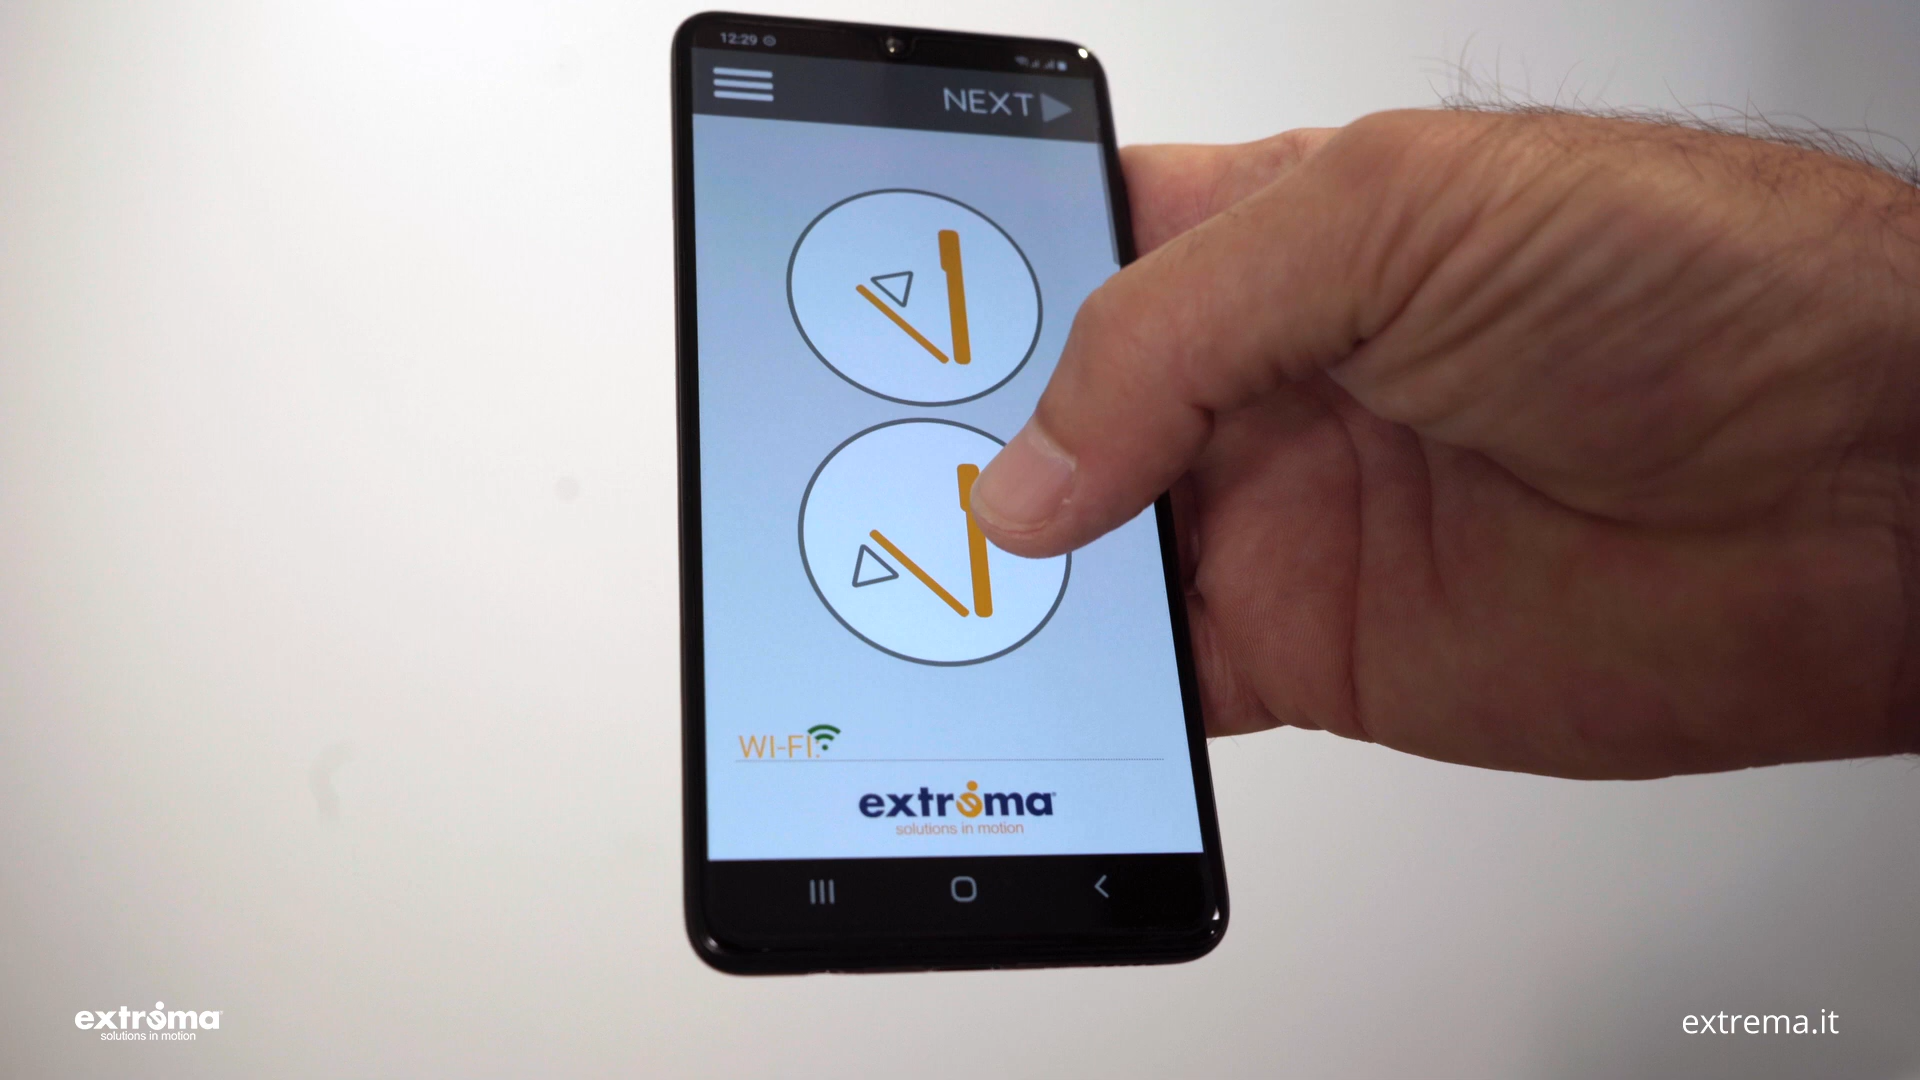 12:29
NEXT
WI-FI:
extrema
solutions in motion
extrema
solutions in motion
extrema.it